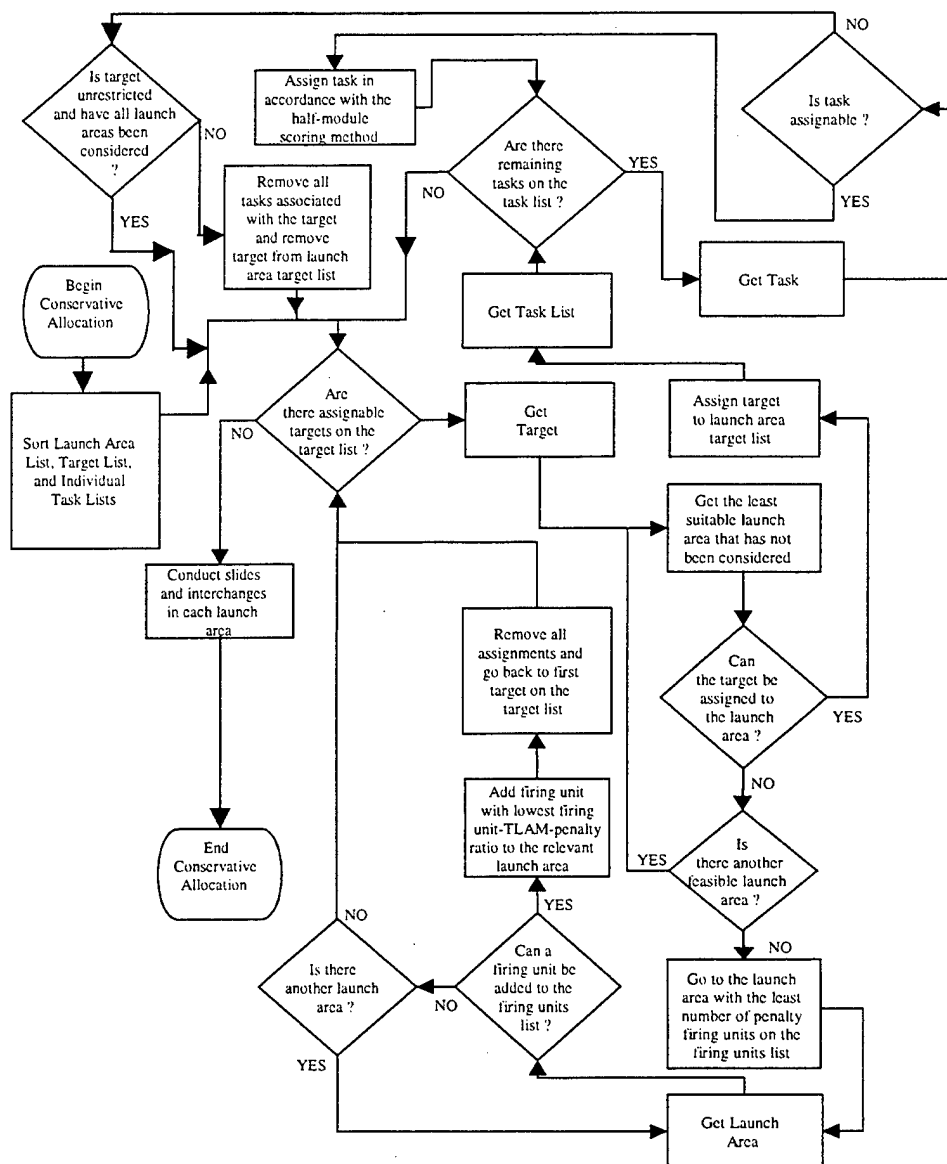 NO
Is target
unrestricted
and have all launch
areas been
considered
?
NO
YES
Assign task in
accordance with the
half-module
scoring method
Are there
remaining
tasks on the
task list ?
YES
NO
Is task
assignable ?
YES
Remove all
tasks associated
with the target
and remove
target from launch
area target list
Get Task
Get Task List
Begin
Conservative
Allocation
Sort Launch Area
List, Target List,
and Individual
Task Lists
Are
there assignable
targets on the
target list ?
NO
Get
Target
Assign target
to launch area
target list
Get the least
suitable launch
area that has not
been considered
Conduct slides
and interchanges
in each launch
area
Remove all
assignments and
go back to first
target on the
target list
Can
the target be
assigned to
the launch
area ?
YES
NO
Add firing unit
with lowest firing
unit-TLAM-penalty
ratio to the relevant
launch area
Is
there another
feasible launch
area ?
YES
NO
End
Conservative
Allocation
YES
NO
Is there
another launch
area ?
YES
Can a
firing unit be
added to the
firing units
list ?
NO
Go to the launch
area with the least
number of penalty
firing units on the
firing units list
Get Launch
Area